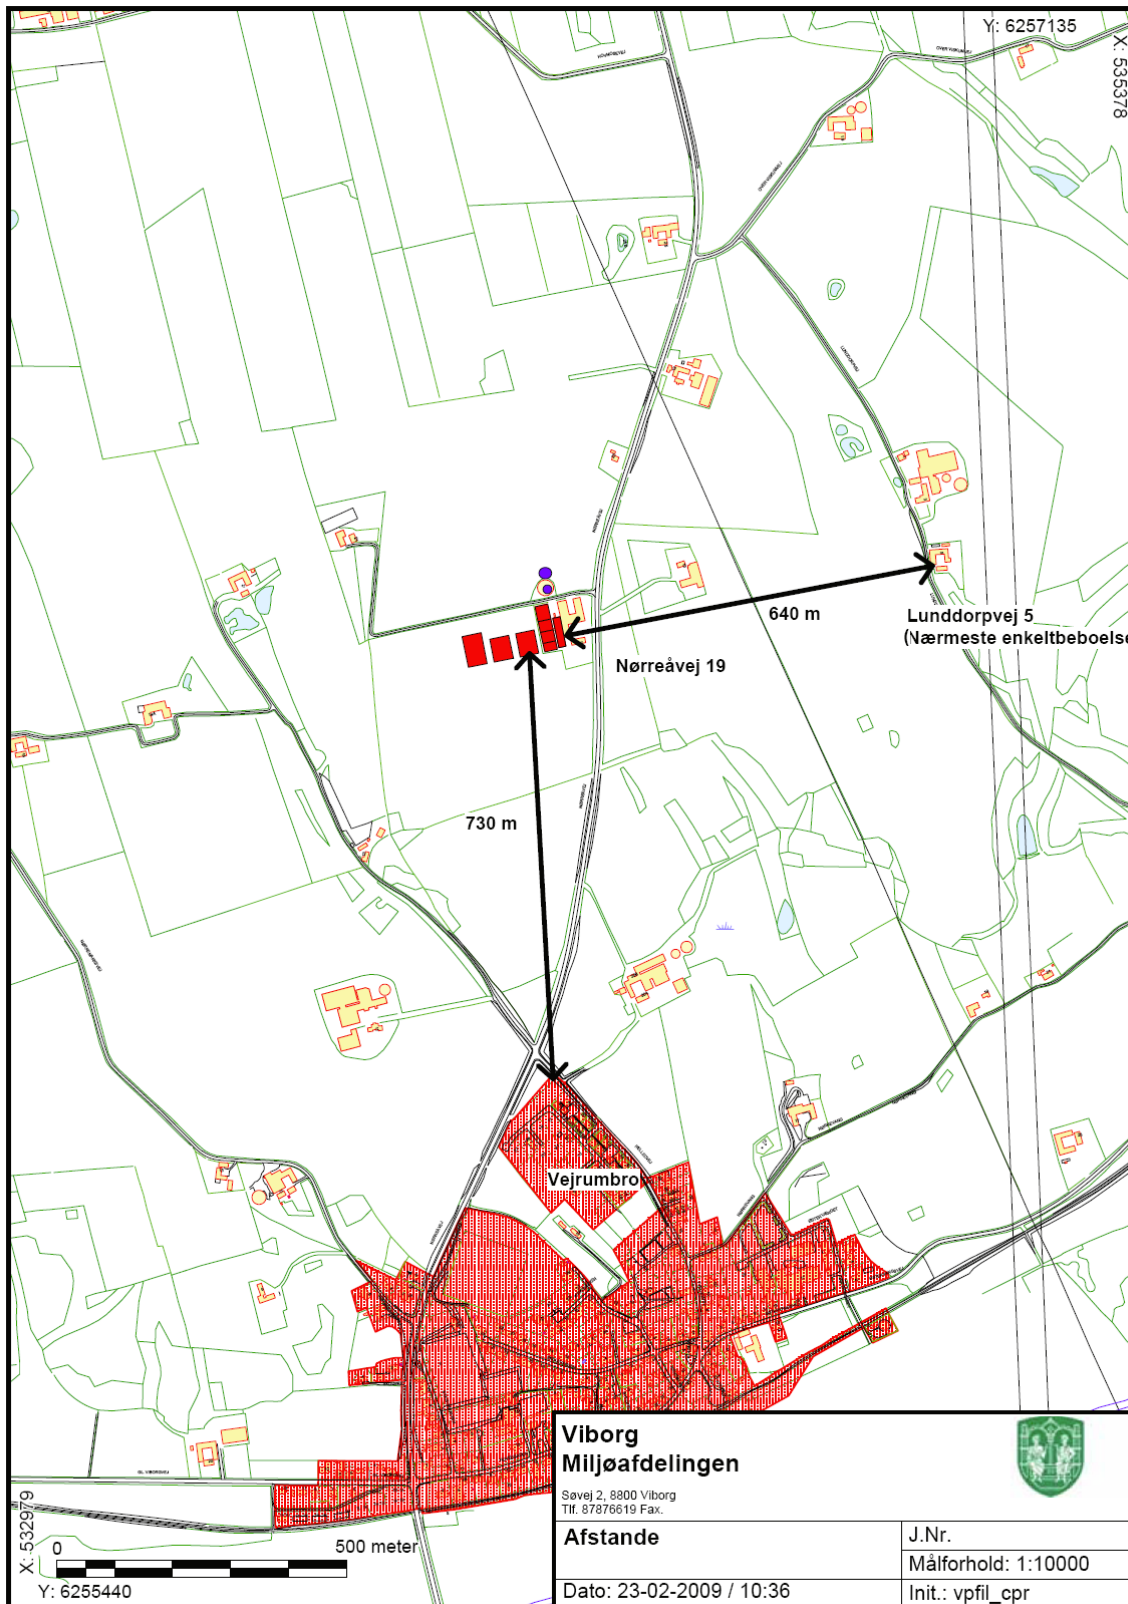 Y: 6257135
X: 535378
640 m
Lunddorpvej 5
(Nærmeste enkeltbeboelse
Nørreåvej 19
730 m
Vejrumbro
Viborg
Miljøafdelingen
Søvej 2, 8800 Viborg
Tlf. 87876619 Fax.
Afstande
J.Nr.
Målforhold: 1:10000
Dato: 23-02-2009 / 10:36
Init.: vpfil_cpr
X: 532979
0
500 meter
Y: 6255440